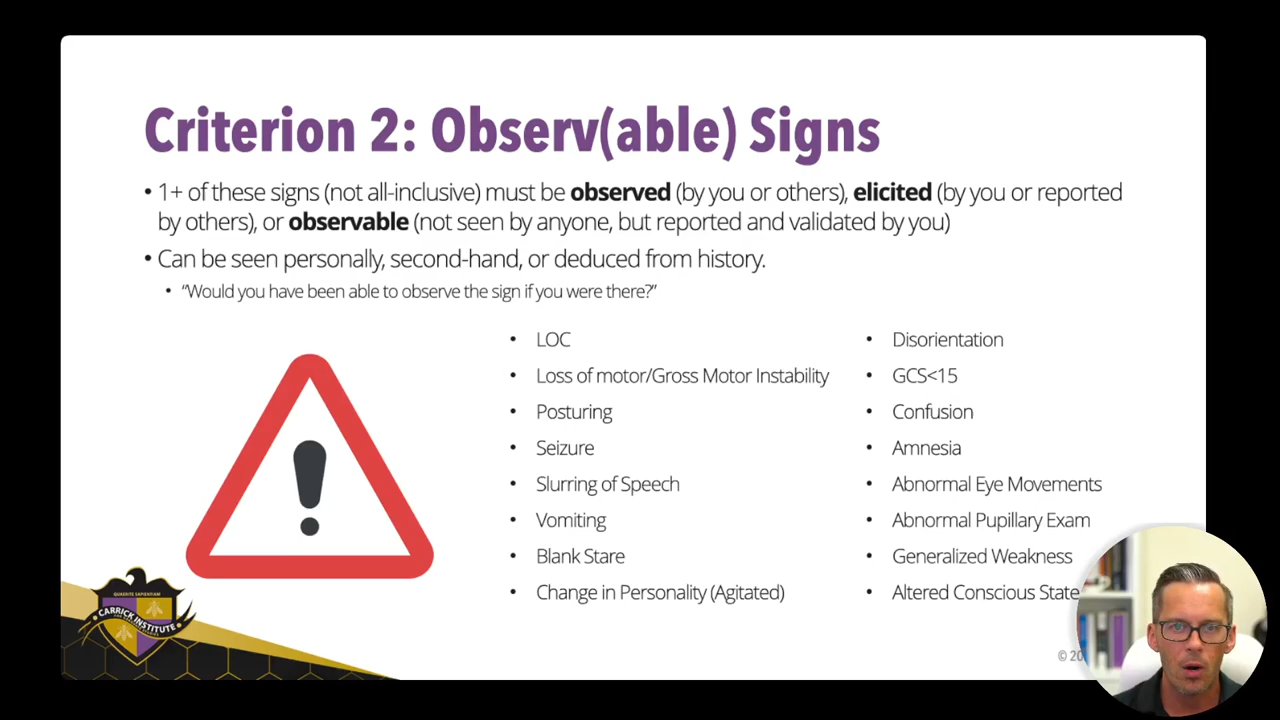 Criterion 2: Observ(able) Signs
• 1+ of these signs (not all-inclusive) must be observed (by you or others), elicited (by you or reported
by others), or observable (not seen by anyone, but reported and validated by you)
• Can be seen personally, second-hand, or deduced from history.
• “Would you have been able to observe the sign if you were there?”
• LOC
• Loss of motor/Gross Motor Instability
• Posturing
• Seizure
• Slurring of Speech
• Vomiting
• Blank Stare
• Change in Personality (Agitated)
• Disorientation
• GCS<15
• Confusion
• Amnesia
• Abnormal Eye Movements
• Abnormal Pupillary Exam
• Generalized Weakness
• Altered Conscious State
CARRICK INSTITUTE
© 20